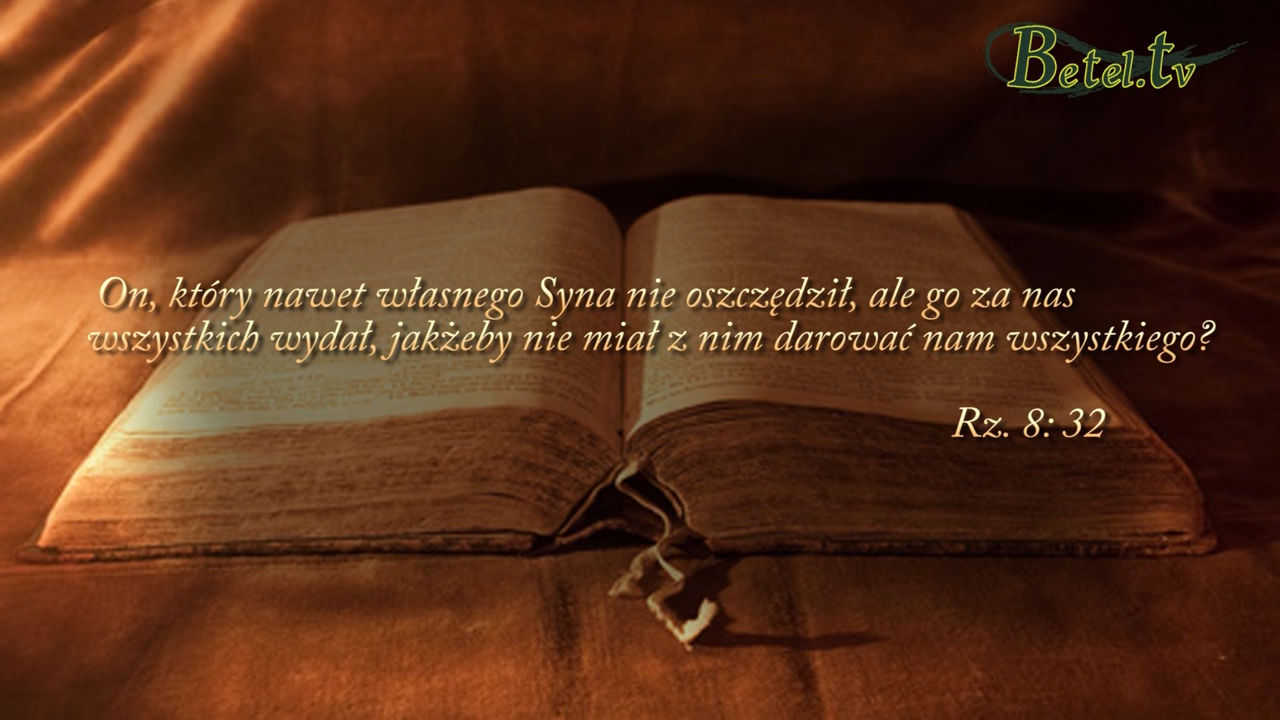 Betel.tv
On, który nawet własnego Syna nie oszczędził, ale go za nas
wszystkich wydał, jakżeby nie miał z nim darować nam wszystkiego?
Rz. 8: 32